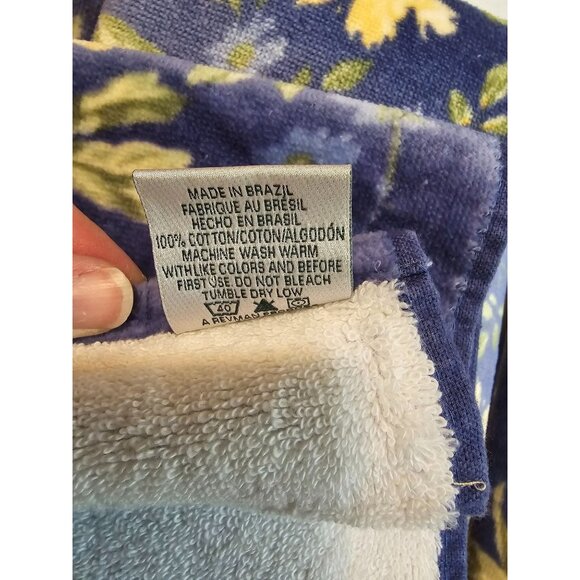 MADE IN BRAZIL
FABRIQUE AU BRÉSIL
HECHO EN BRASIL
100% COTTON/COTON/ALGODÓN
MACHINE WASH WARM
WITH LIKE COLORS AND BEFORE
FIRST USE DO NOT BLEACH
TUMBLE DRY LOW
40
A REVMAN